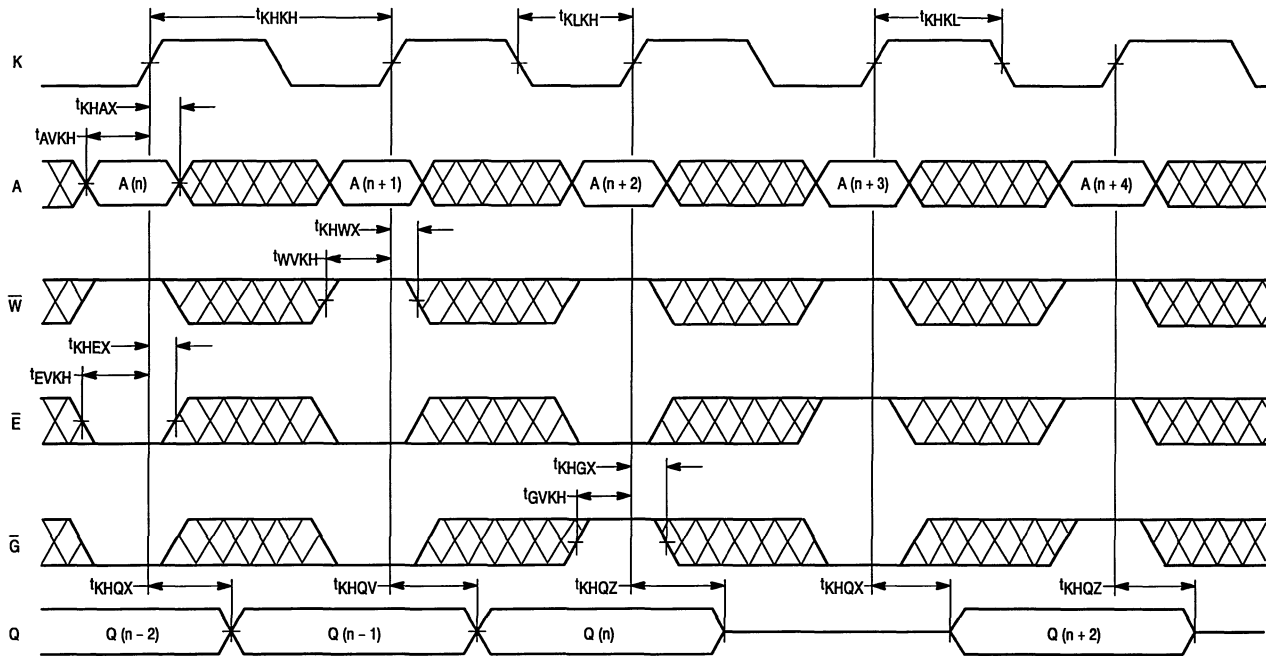 tKHKH tKLKH tKHKL
K
tKHAX
tAVKH
A A (n) A (n + 1) A (n + 2) A (n + 3) A (n + 4)
tKHWX
tWVKH
W
tKHEX
tEVKH
E
tKHGX
tGVKH
G
tKHQX tKHQV tKHQZ tKHQX tKHQZ
Q Q (n – 2) Q (n – 1) Q (n) Q (n + 2)